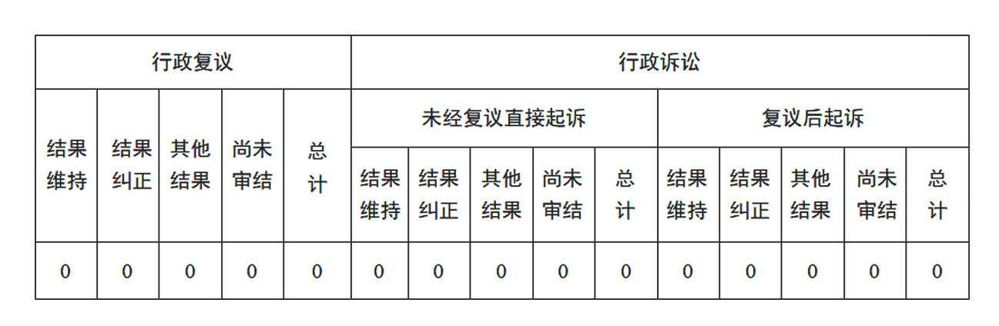 行政复议 行政诉讼
未经复议直接起诉 复议后起诉
结果 结果 其他 尚未 总
维持 纠正 结果 审结 计
结果 结果 其他 尚未 总 结果 结果 其他 尚未 总
维持 纠正 结果 审结 计 维持 纠正 结果 审结 计
0 0 0 0 0 0 0 0 0 0 0 0 0 0 0